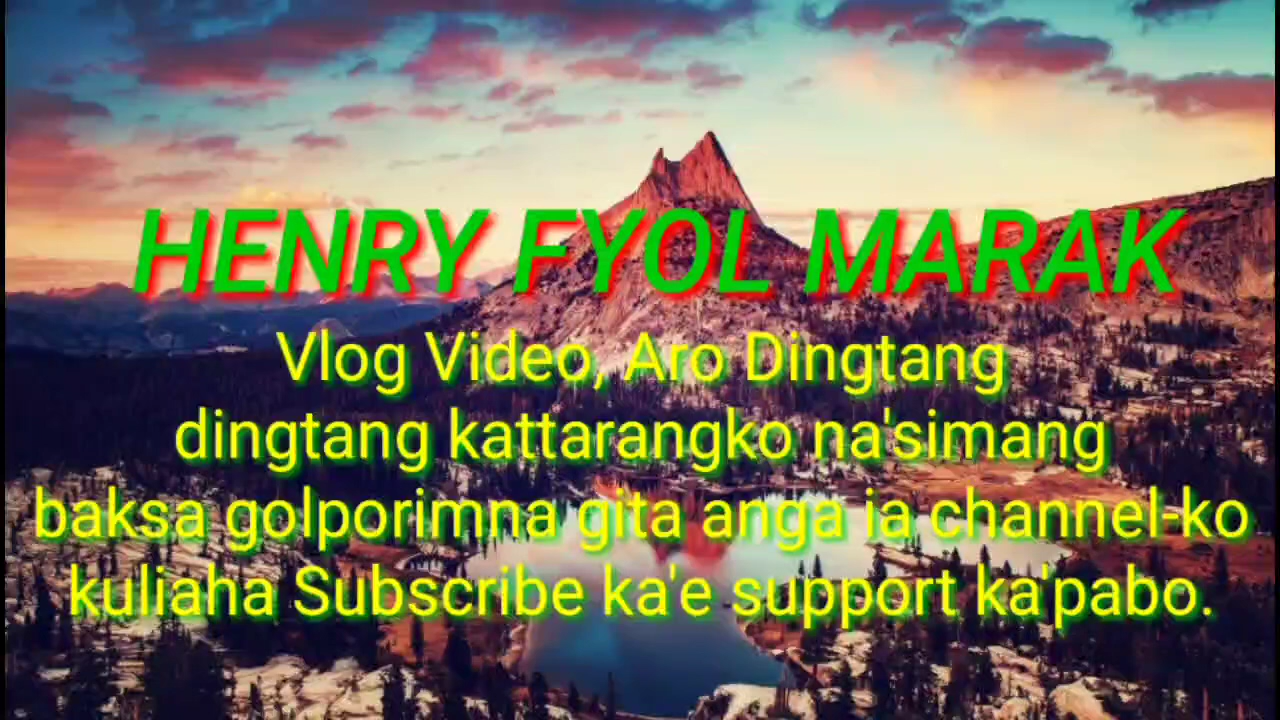 HENRY FYOL MARAK
Vlog Video, Aro Dingtang
dingtang kattarangko na'simang
baksa golporimna gita anga ia channel-ko
kuliaha Subscribe ka'e support ka'pabo.